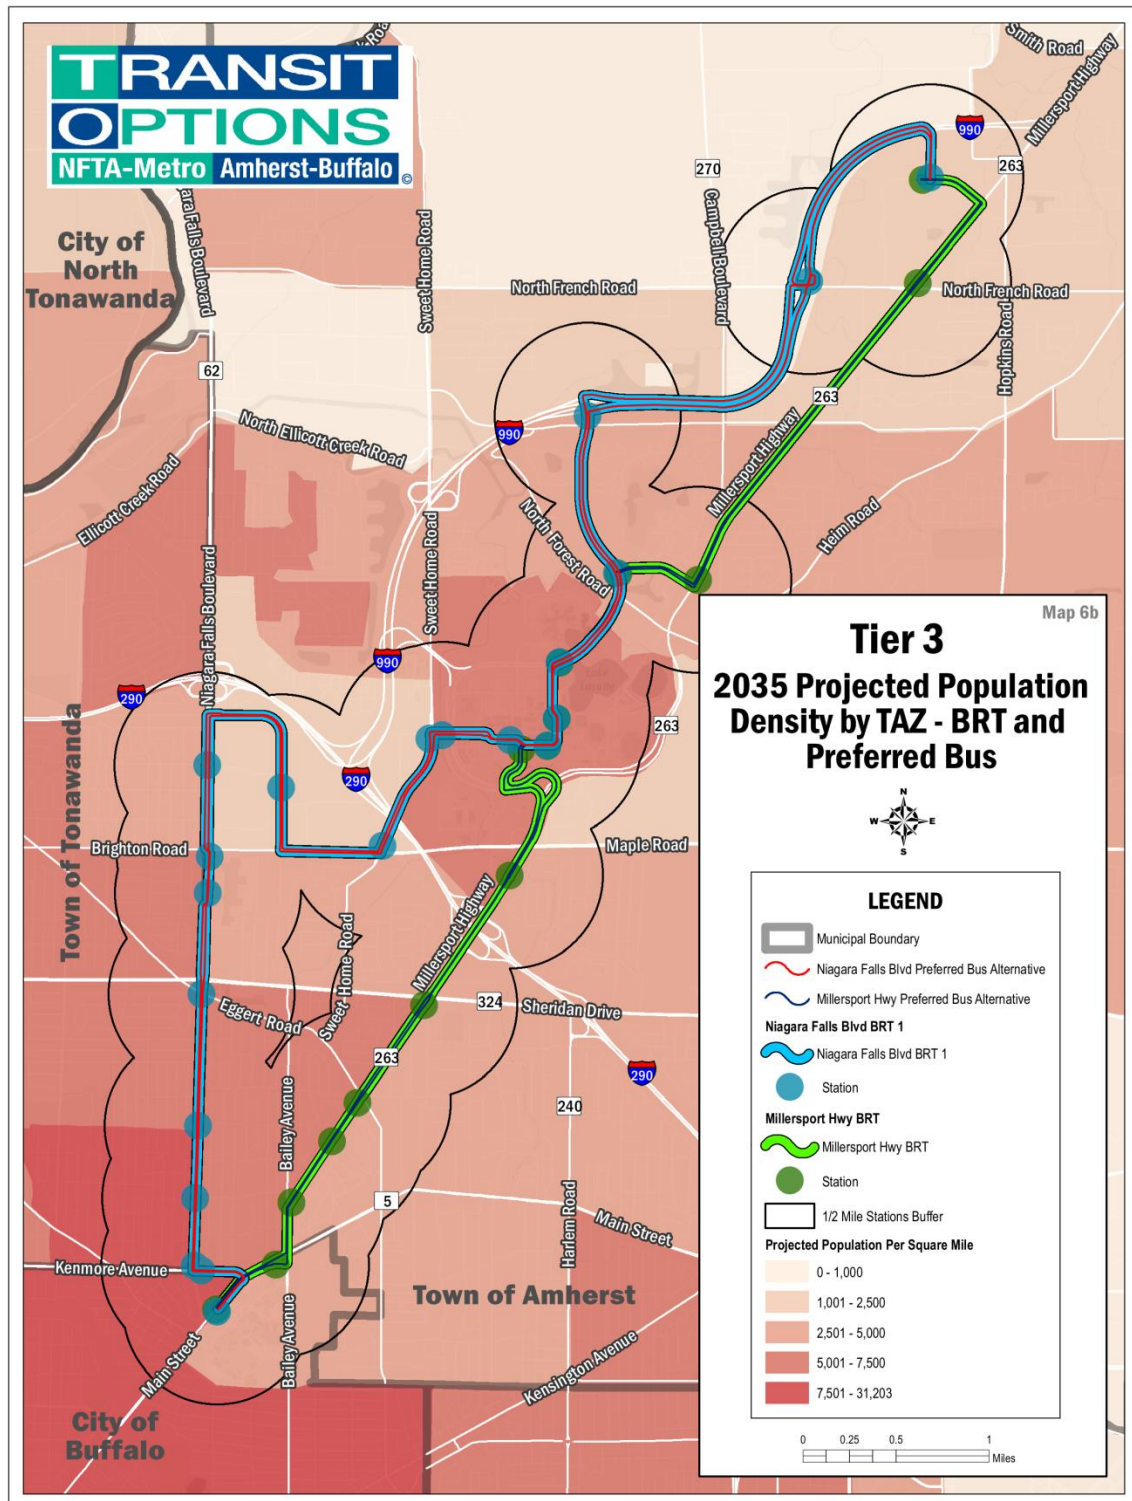 TRANSIT
OPTIONS
NFTA-Metro Amherst-Buffalo ©
Smith Road
Millersport Highway
990
263
270
Campbell Boulevard
City of
North
Tonawanda
Niagara Falls Boulevard
Sweet Home Road
North French Road
North French Road
Hopkins Road
62
263
North Ellicott Creek Road
990
Millersport Highway
Ellicott Creek Road
North Forest Road
Heim Road
Niagara Falls Boulevard
Sweet Home Road
990
290
263
290
Town of Tonawanda
Brighton Road
Maple Road
Millersport Highway
Sweet Home Road
324
Sheridan Drive
Eggert Road
263
290
240
Bailey Avenue
5
Harlem Road
Main Street
Kenmore Avenue
Town of Amherst
Main Street
Bailey Avenue
Kensington Avenue
City of
Buffalo
Map 6b
Tier 3
2035 Projected Population
Density by TAZ - BRT and
Preferred Bus
N
W E
S
LEGEND
Municipal Boundary
Niagara Falls Blvd Preferred Bus Alternative
Millersport Hwy Preferred Bus Alternative
Niagara Falls Blvd BRT 1
Niagara Falls Blvd BRT 1
Station
Millersport Hwy BRT
Millersport Hwy BRT
Station
1/2 Mile Stations Buffer
Projected Population Per Square Mile
0 - 1,000
1,001 - 2,500
2,501 - 5,000
5,001 - 7,500
7,501 - 31,203
0 0.25 0.5 1
Miles